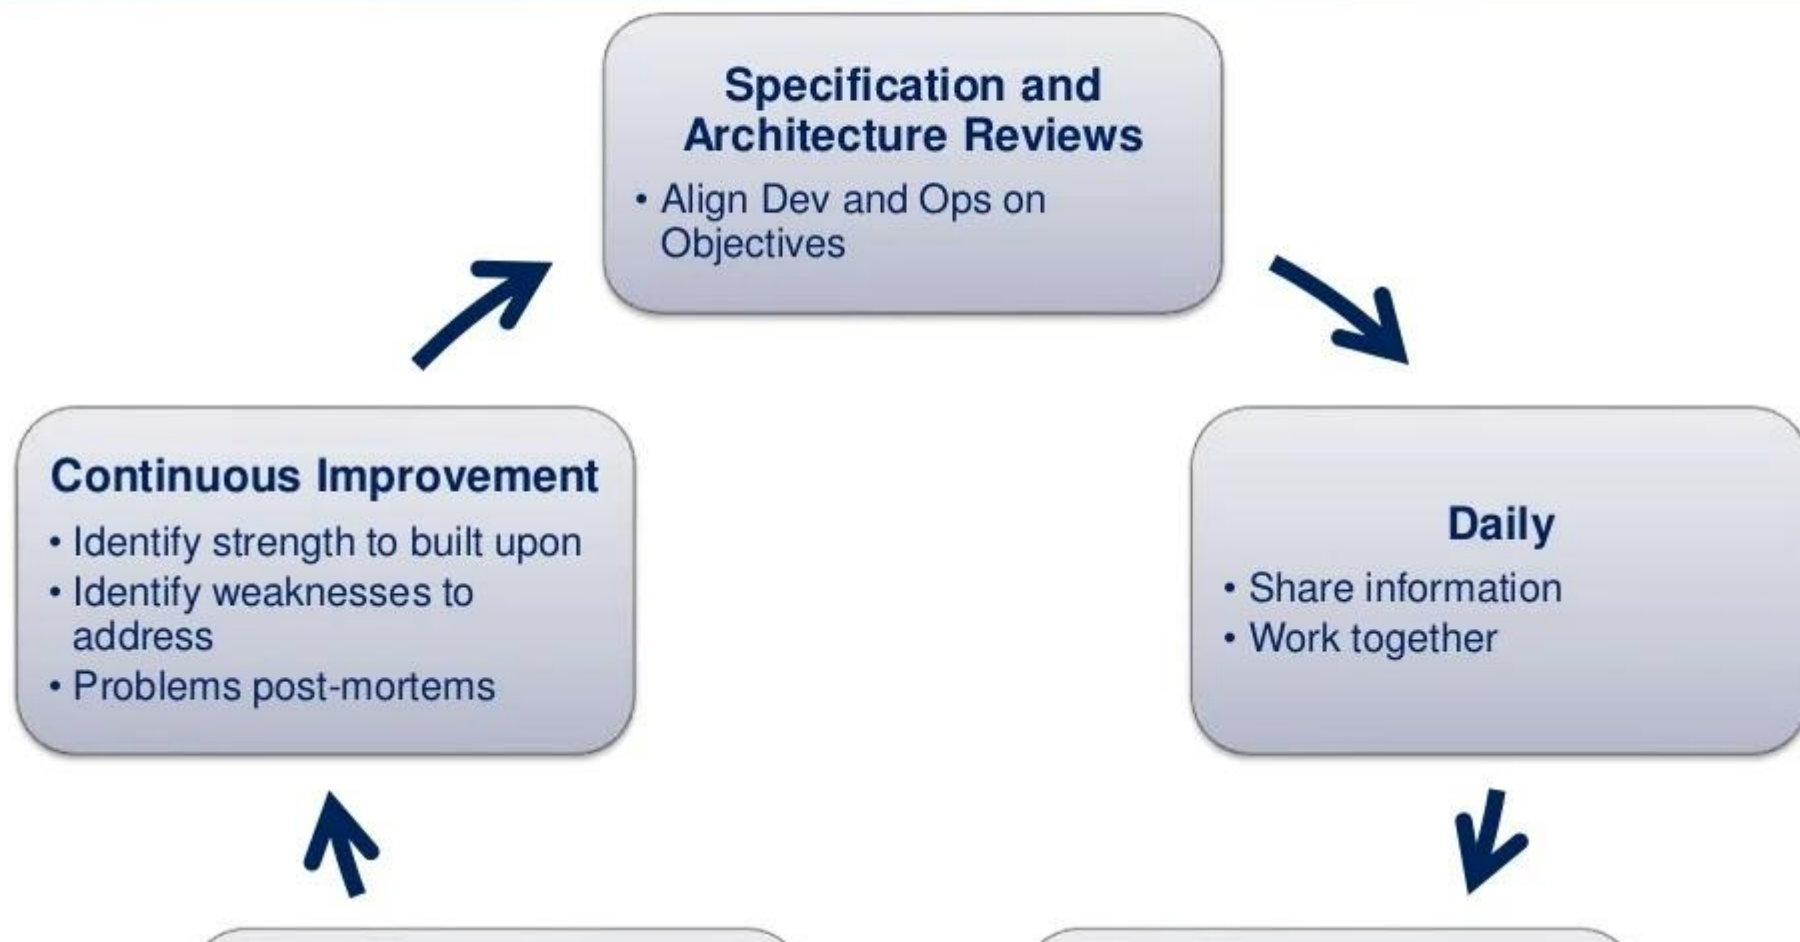 Specification and
Architecture Reviews
• Align Dev and Ops on
Objectives
Continuous Improvement
• Identify strength to built upon
• Identify weaknesses to
address
• Problems post-mortems
Daily
• Share information
• Work together